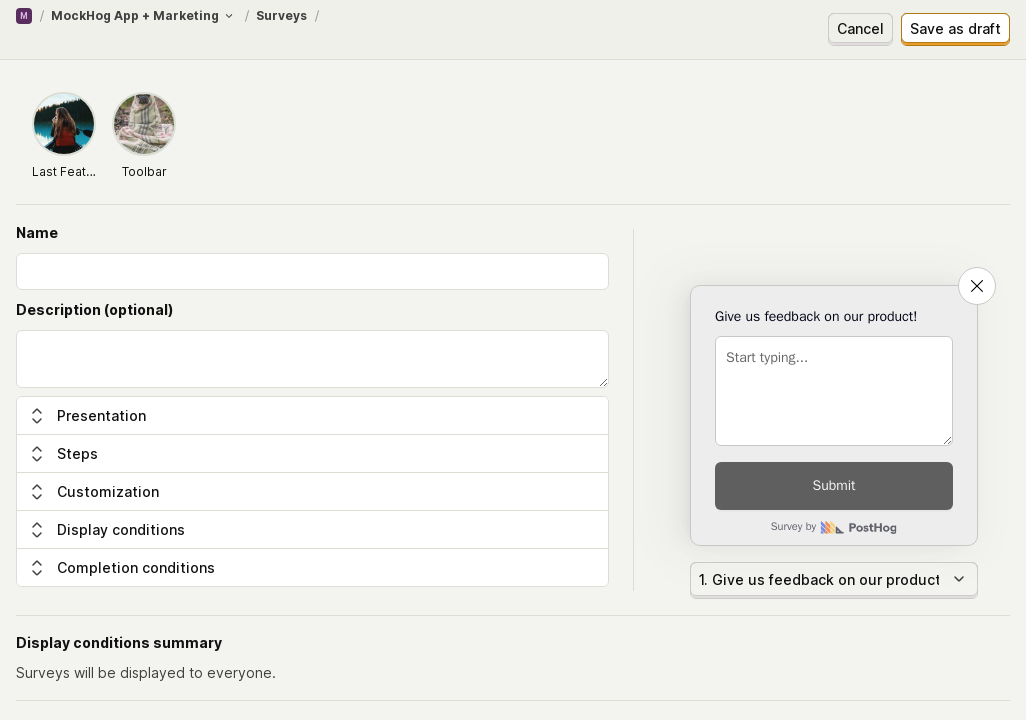 M / MockHog App + Marketing / Surveys /
Cancel
Save as draft
Last Feat...
Toolbar
Name
Description (optional)
Presentation
Steps
Customization
Display conditions
Completion conditions
Give us feedback on our product!
Start typing...
Submit
Survey by PostHog
1. Give us feedback on our product
Display conditions summary
Surveys will be displayed to everyone.